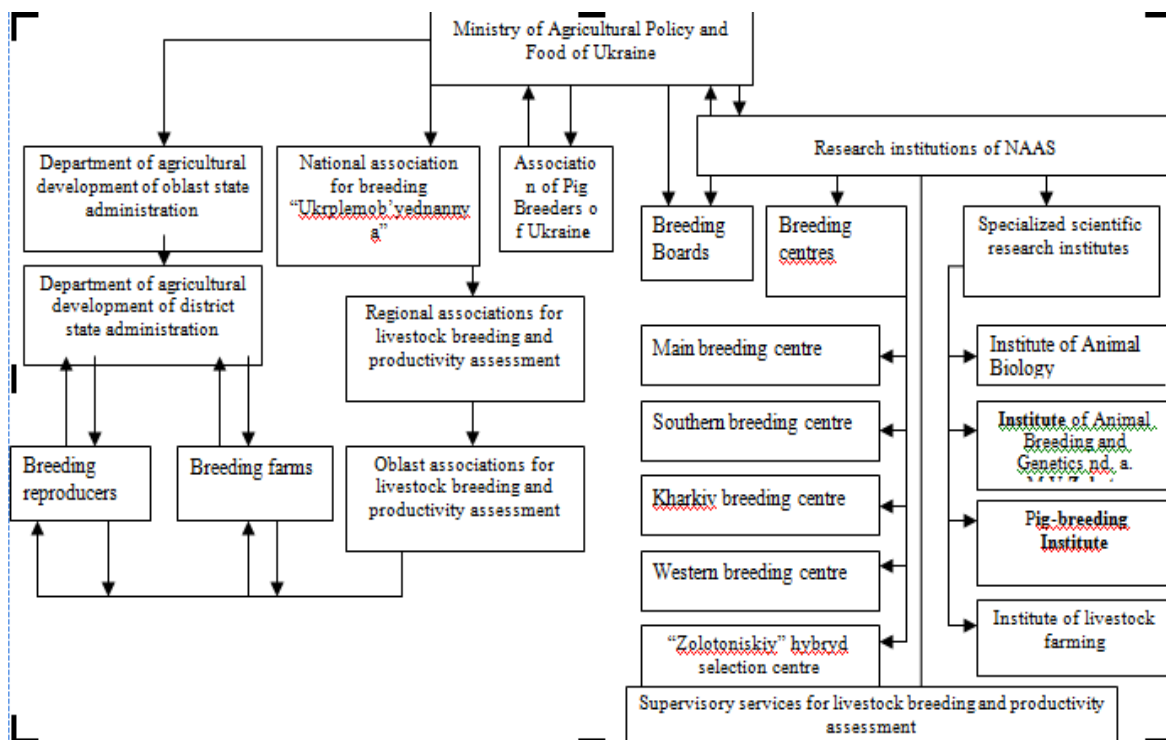 Ministry of Agricultural Policy and
Food of Ukraine
Research institutions of NAAS
Department of agricultural
development of oblast state
administration
National association
for breeding
“Ukrplemob’yednanny
a”
Associatio
n of Pig
Breeders o
f Ukraine
Breeding
Boards
Breeding
centres
Specialized scientific
research institutes
Department of agricultural
development of district
state administration
Regional associations for
livestock breeding and
productivity assessment
Main breeding centre
Institute of Animal
Biology
Southern breeding centre
Institute of Animal
Breeding and
Genetics nd. a.
Breeding
reproducers
Breeding farms
Oblast associations for
livestock breeding and
productivity assessment
Kharkiv breeding centre
Pig-breeding
Institute
Western breeding centre
“Zolotoniskiy” hybryd
selection centre
Institute of livestock
farming
Supervisory services for livestock breeding and productivity
assessment